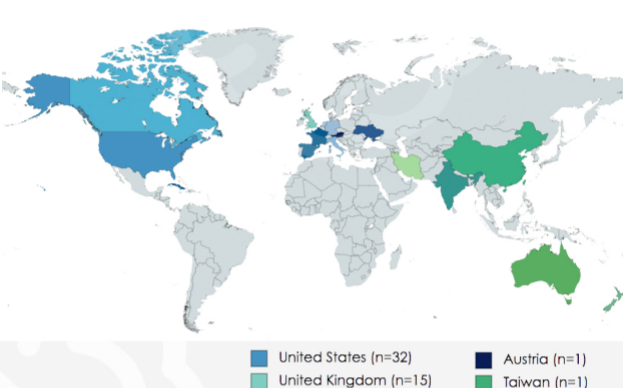 United States (n=32)
Austria (n=1)
United Kingdom (n=15)
Taiwan (n=1)